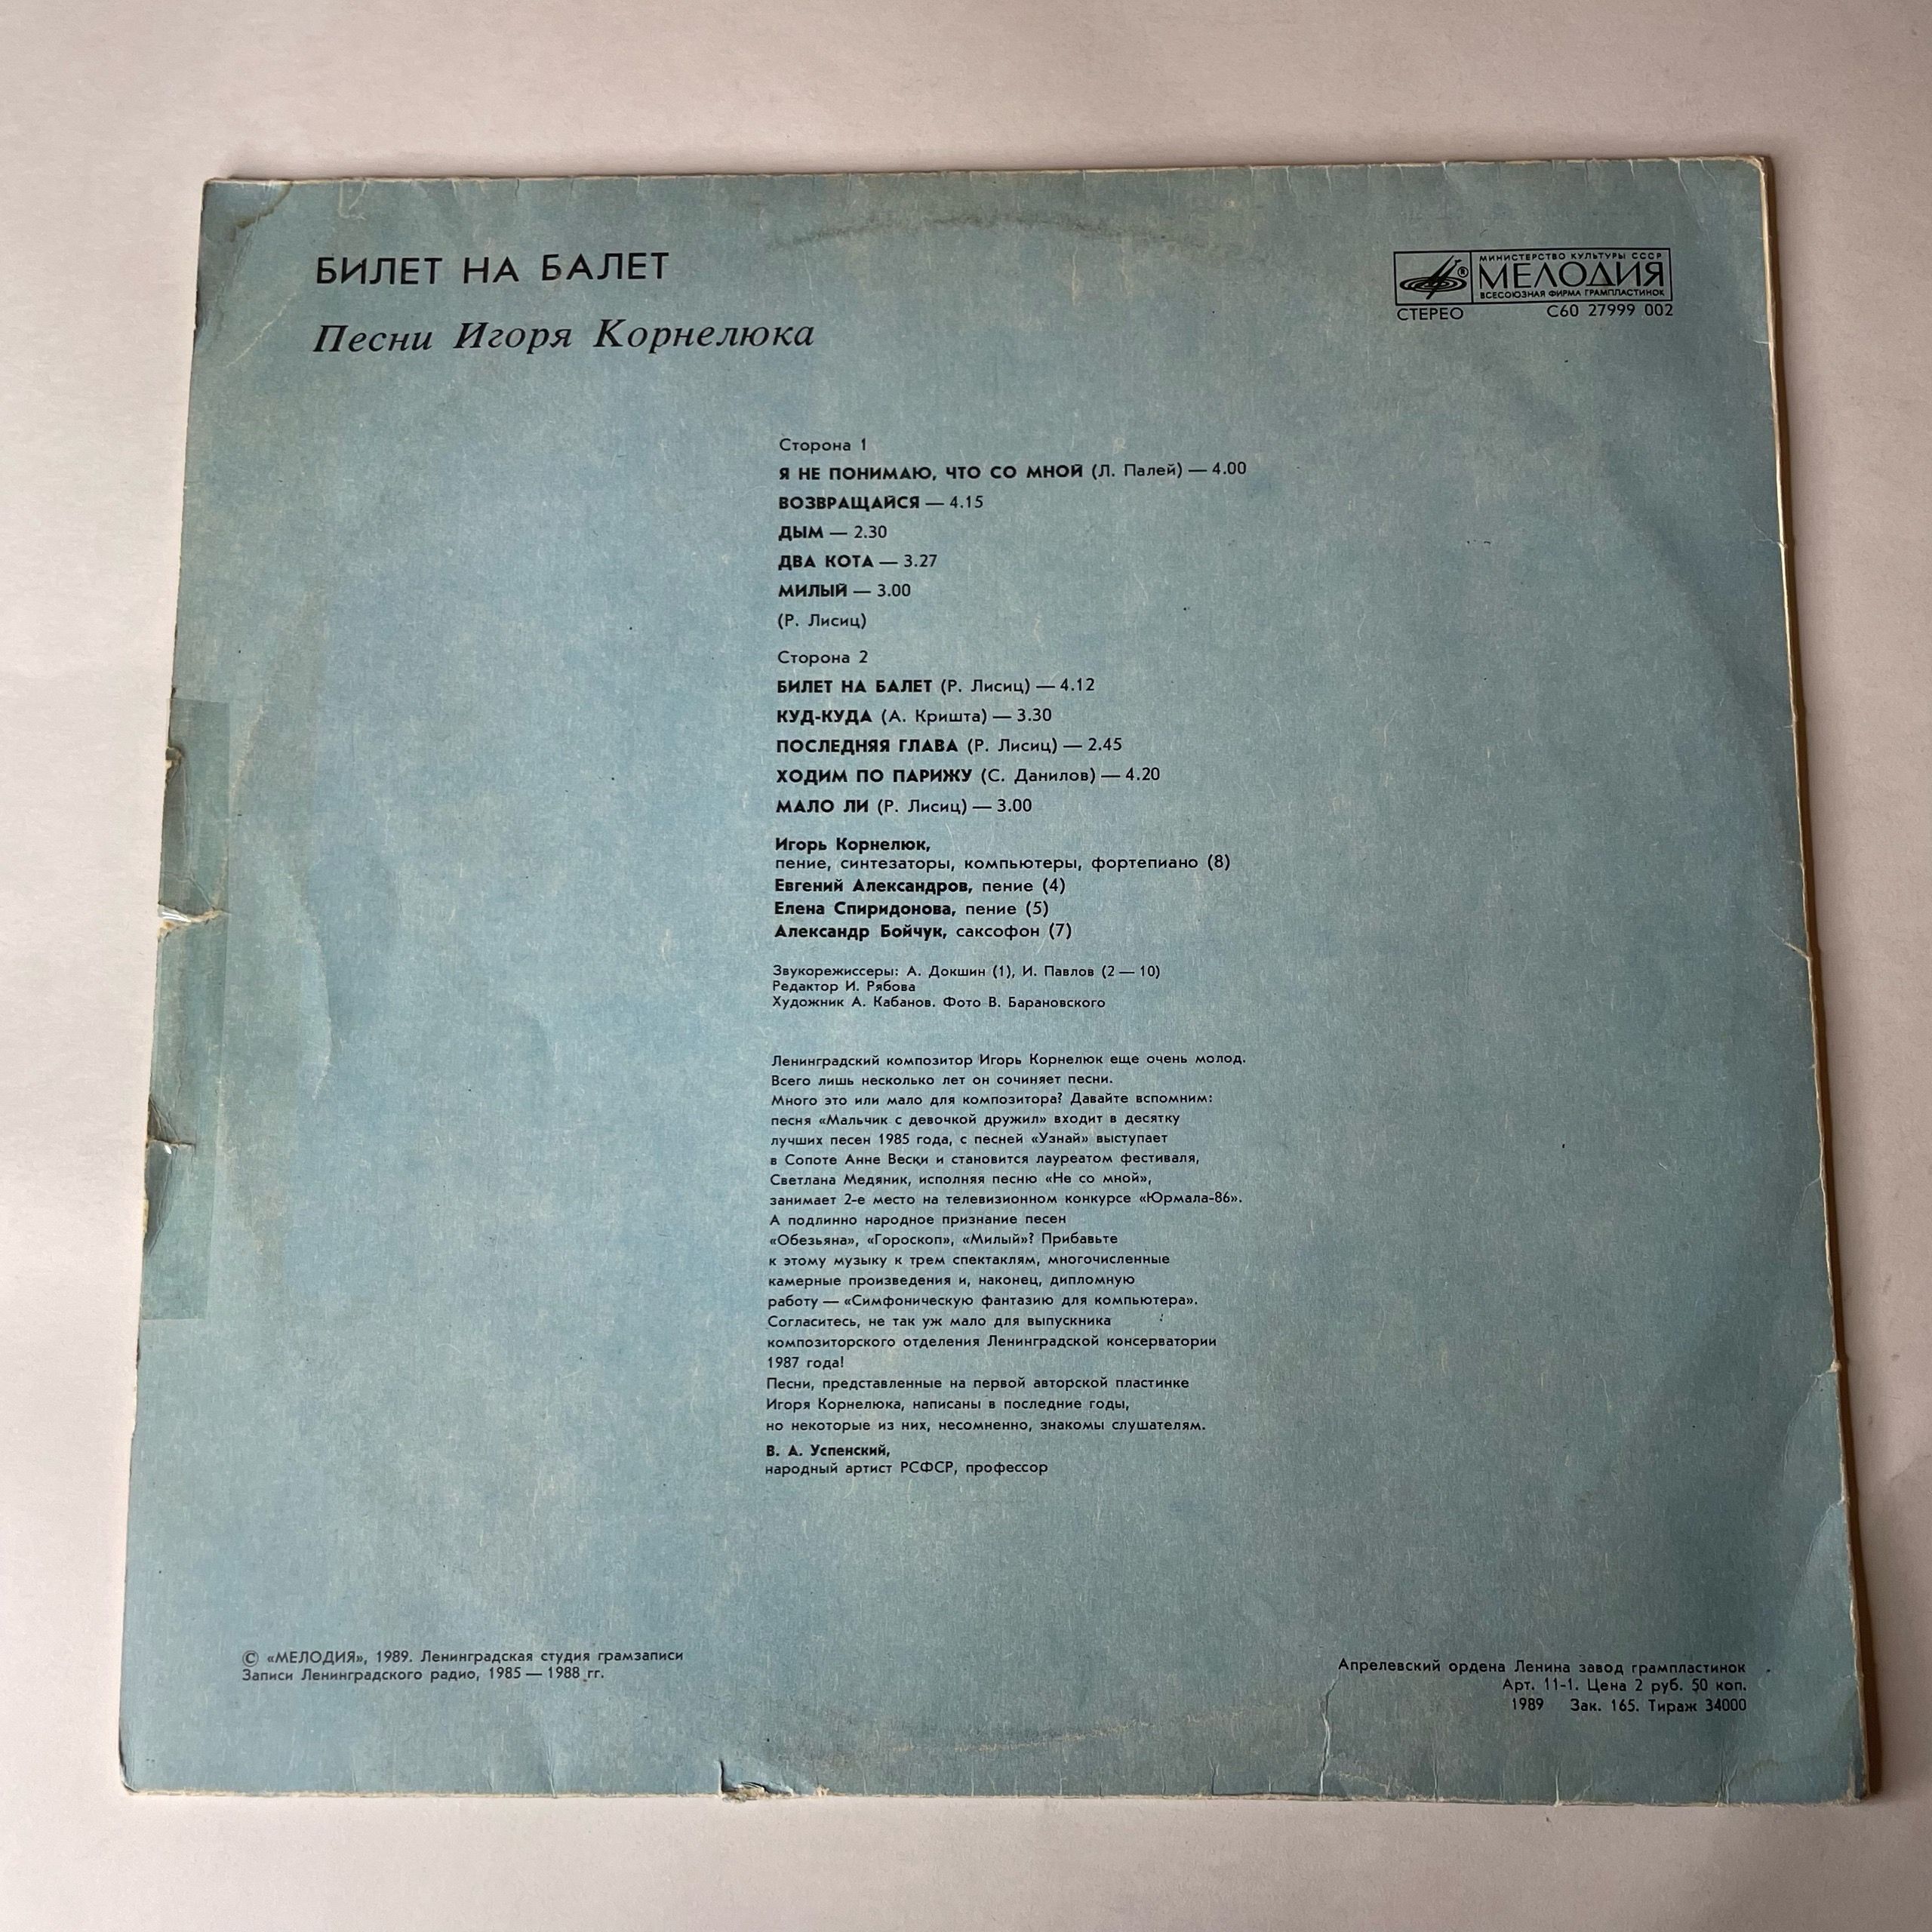 БИЛЕТ НА БАЛЕТ
Песни Игоря Корнелюка
МИНИСТЕРСТВО КУЛЬТУРЫ СССР
МЕЛОДИЯ
ВСЕСОЮЗНАЯ ФИРМА ГРАМПЛАСТИНОК
®
СТЕРЕО С60 27999 002
Сторона 1
Я НЕ ПОНИМАЮ, ЧТО СО МНОЙ (Л. Палей) — 4.00
ВОЗВРАЩАЙСЯ — 4.15
ДЫМ — 2.30
ДВА КОТА — 3.27
МИЛЫЙ — 3.00
(Р. Лисиц)
Сторона 2
БИЛЕТ НА БАЛЕТ (Р. Лисиц) — 4.12
КУД-КУДА (А. Кришта) — 3.30
ПОСЛЕДНЯЯ ГЛАВА (Р. Лисиц) — 2.45
ХОДИМ ПО ПАРИЖУ (С. Данилов) — 4.20
МАЛО ЛИ (Р. Лисиц) — 3.00
Игорь Корнелюк,
пение, синтезаторы, компьютеры, фортепиано (8)
Евгений Александров, пение (4)
Елена Спиридонова, пение (5)
Александр Бойчук, саксофон (7)
Звукорежиссеры: А. Докшин (1), И. Павлов (2 — 10)
Редактор И. Рябова
Художник А. Кабанов. Фото В. Барановского
Ленинградский композитор Игорь Корнелюк еще очень молод.
Всего лишь несколько лет он сочиняет песни.
Много это или мало для композитора? Давайте вспомним:
песня «Мальчик с девочкой дружил» входит в десятку
лучших песен 1985 года, с песней «Узнай» выступает
в Сопоте Анне Вески и становится лауреатом фестиваля,
Светлана Медяник, исполняя песню «Не со мной»,
занимает 2-е место на телевизионном конкурсе «Юрмала-86».
А подлинно народное признание песен
«Обезьяна», «Гороскоп», «Милый»? Прибавьте
к этому музыку к трем спектаклям, многочисленные
камерные произведения и, наконец, дипломную
работу — «Симфоническую фантазию для компьютера».
Согласитесь, не так уж мало для выпускника
композиторского отделения Ленинградской консерватории
1987 года!
Песни, представленные на первой авторской пластинке
Игоря Корнелюка, написаны в последние годы,
но некоторые из них, несомненно, знакомы слушателям.
В. А. Успенский,
народный артист РСФСР, профессор
© «МЕЛОДИЯ», 1989. Ленинградская студия грамзаписи
Записи Ленинградского радио, 1985 — 1988 гг.
Апрелевский ордена Ленина завод грампластинок
Арт. 11-1. Цена 2 руб. 50 коп.
1989 Зак. 165. Тираж 34000